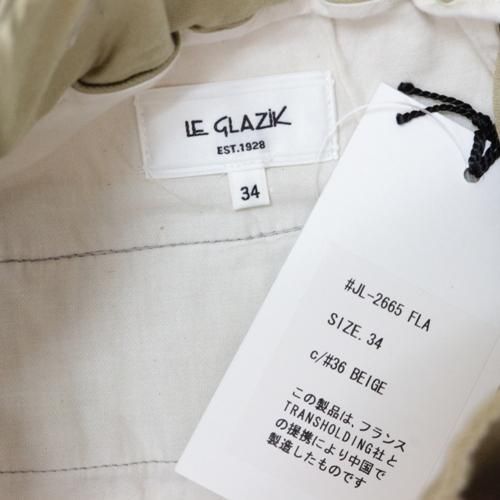 LE GLAZIK
EST.1928
34
#JL-2665 FLA
SIZE. 34
c/#36 BEIGE
この製品は、フランス
TRANSHOLDING社と
の提携により中国で
製造したものです